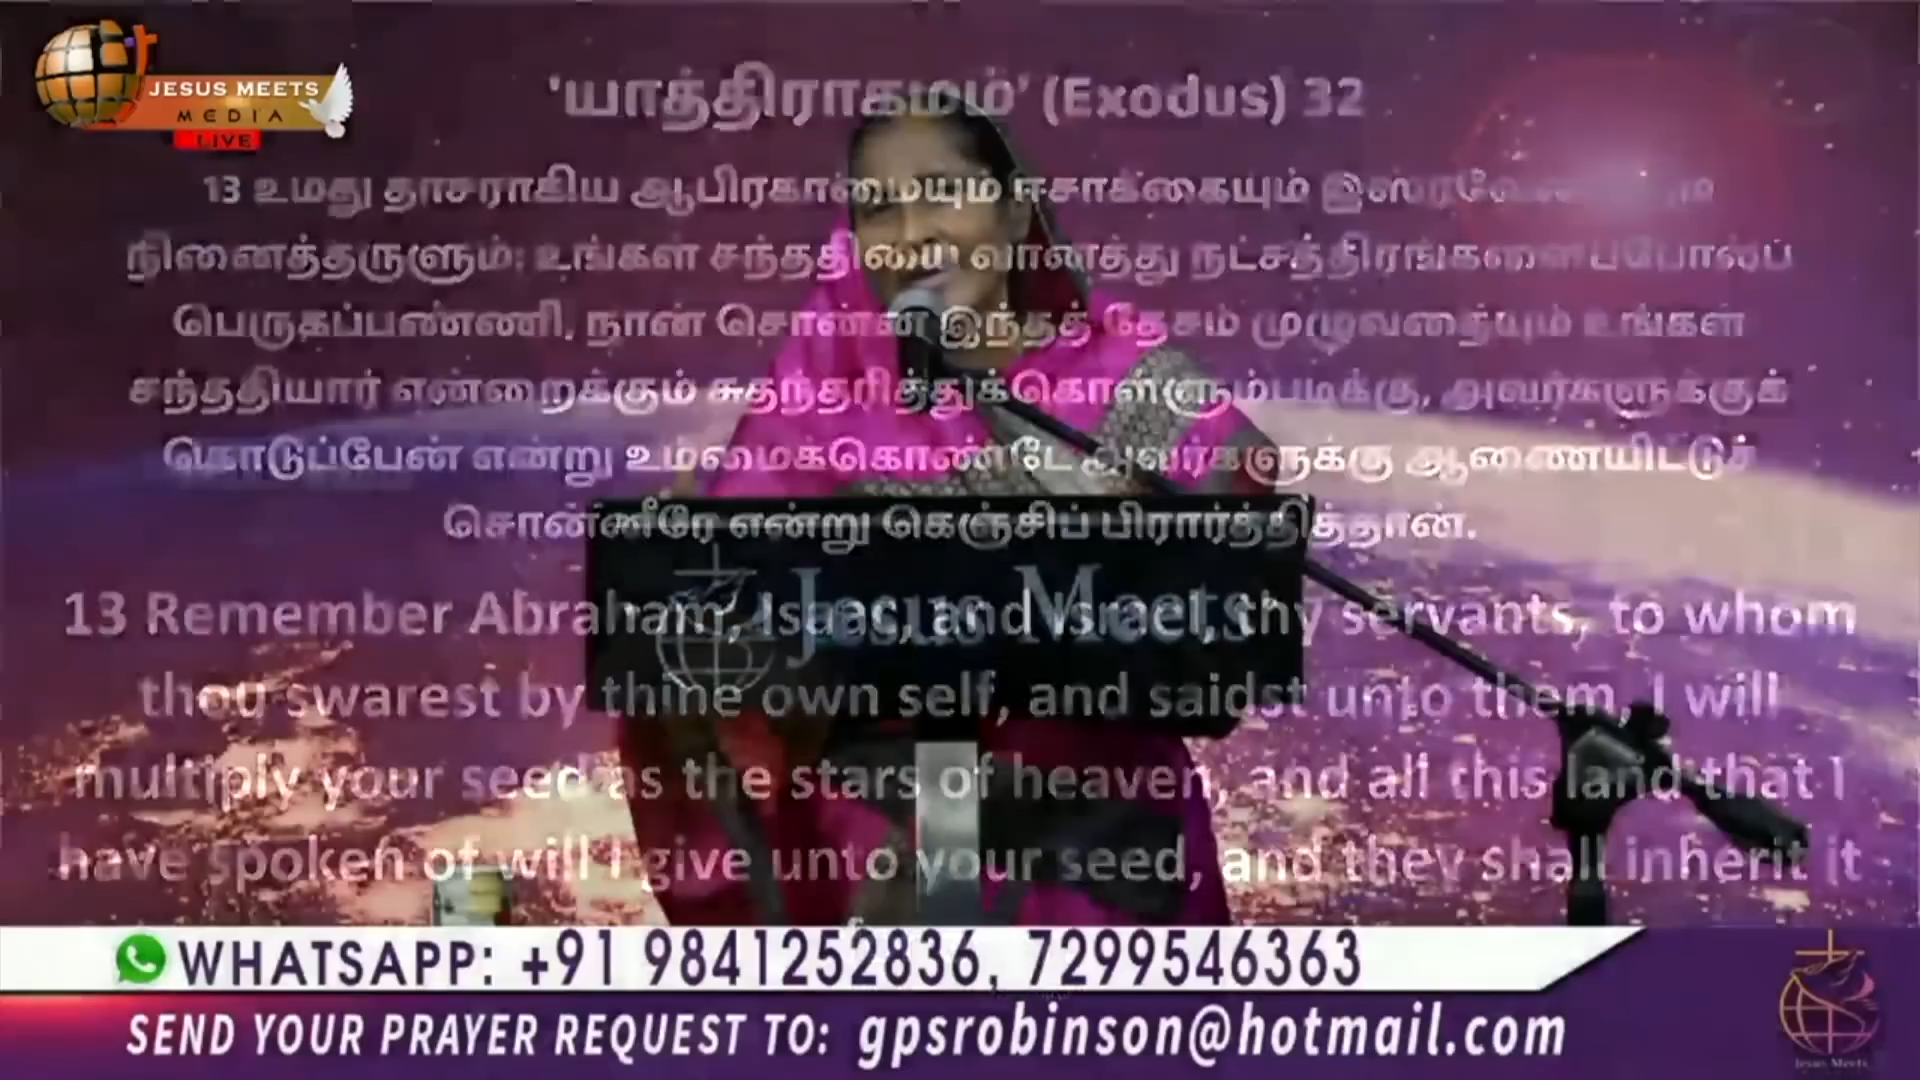 JESUS MEETS
MEDIA
LIVE
'யாத்திராகமம்' (Exodus) 32
13 உமது தாசராகிய ஆபிரகாமையும் ஈசாக்கையும்
நினைத்தருளும்; உங்கள் சந்ததியை வானத்து நட்சத்திரங்களைப்போலப்
பெருகப்பண்ணி, நான் சொன்ன இந்தத் தேசம் முழுவதையும் உங்கள்
சந்ததியார் என்றைக்கும் சுதந்தரித்துக்கொள்ளும்படிக்கு, அவர்களுக்குக்
கொடுப்பேன் என்று உம்மைக்கொண்டே அவர்களுக்கு ஆணையிட்டுச்
சொன்னீரே என்று கெஞ்சிப் பிரார்த்தித்தான்.
Jesus Meets
13 Remember Abraham, Isaac, and Israel, thy servants, to whom
thou swarest by thine own self, and saidst unto them, I will
multiply your seed as the stars of heaven, and all this land that I
have spoken of will I give unto your seed, and they shall inherit it
WHATSAPP: +91 9841252836, 7299546363
SEND YOUR PRAYER REQUEST TO: gpsrobinson@hotmail.com
Jesus Meets